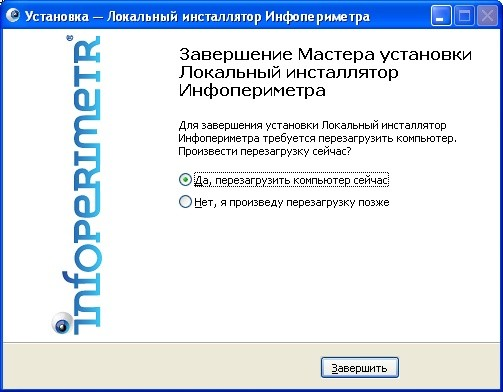 Установка — Локальный инсталлятор Инфопериметра
infoPERIMETR®
Завершение Мастера установки
Локальный инсталлятор
Инфопериметра
Для завершения установки Локальный инсталлятор
Инфопериметра требуется перезагрузить компьютер.
Произвести перезагрузку сейчас?
Да, перезагрузить компьютер сейчас
Нет, я произведу перезагрузку позже
Завершить